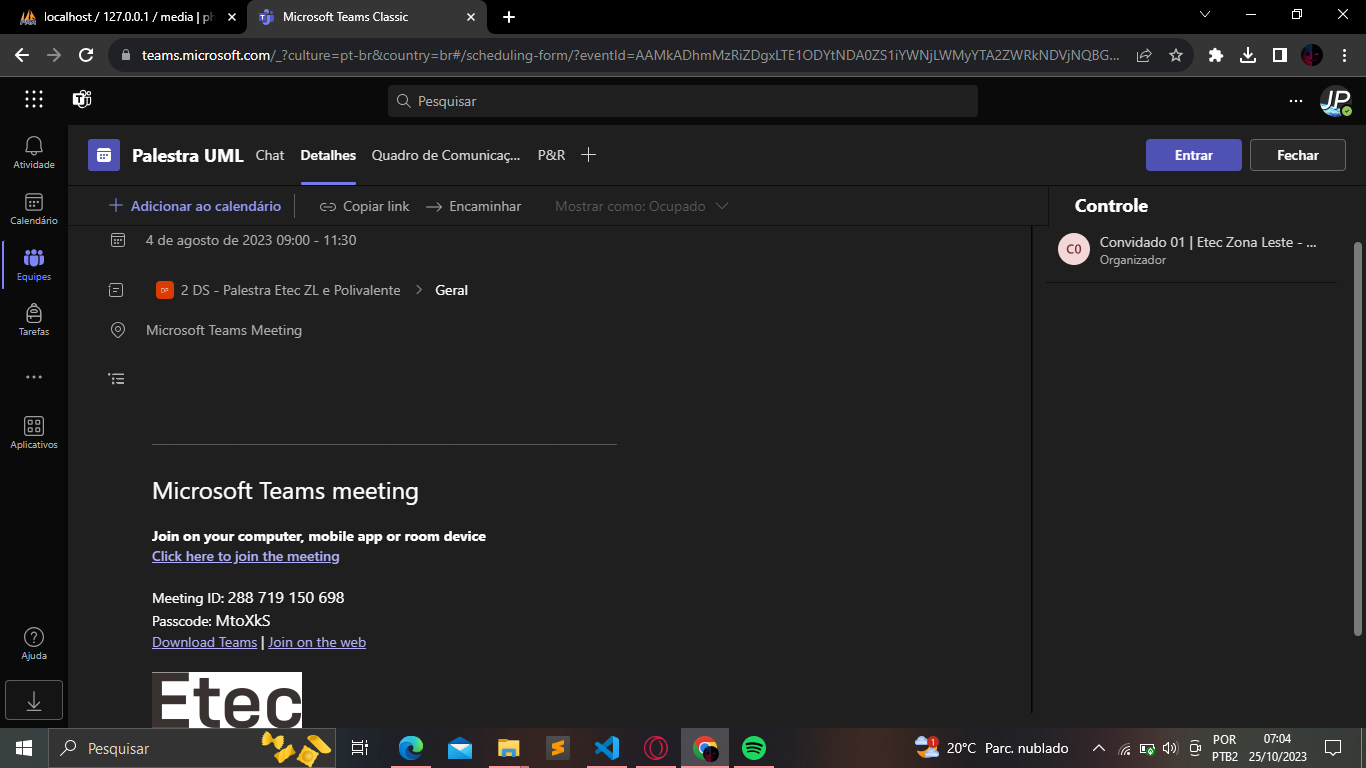 localhost / 127.0.0.1 / media | ph
Microsoft Teams Classic
teams.microsoft.com/_?culture=pt-br&country=br#/scheduling-form/?eventId=AAMkADhmMzRiZDgxLTE1ODYtNDA0ZS1iYWNjLWMyYTA2ZWRkNDVjNQBG...
Pesquisar
JP
Atividade
Calendário
Equipes
Tarefas
Aplicativos
Ajuda
Palestra UML Chat Detalhes Quadro de Comunicaç... P&R
Entrar Fechar
Adicionar ao calendário Copiar link Encaminhar Mostrar como: Ocupado
Controle
C0
Convidado 01 | Etec Zona Leste - ...
Organizador
4 de agosto de 2023 09:00 - 11:30
DP 2 DS - Palestra Etec ZL e Polivalente > Geral
Microsoft Teams Meeting
Microsoft Teams meeting
Join on your computer, mobile app or room device
Click here to join the meeting
Meeting ID: 288 719 150 698
Passcode: MtoXkS
Download Teams | Join on the web
Etec
Pesquisar
1
20°C Parc. nublado
POR
PTB2
07:04
25/10/2023